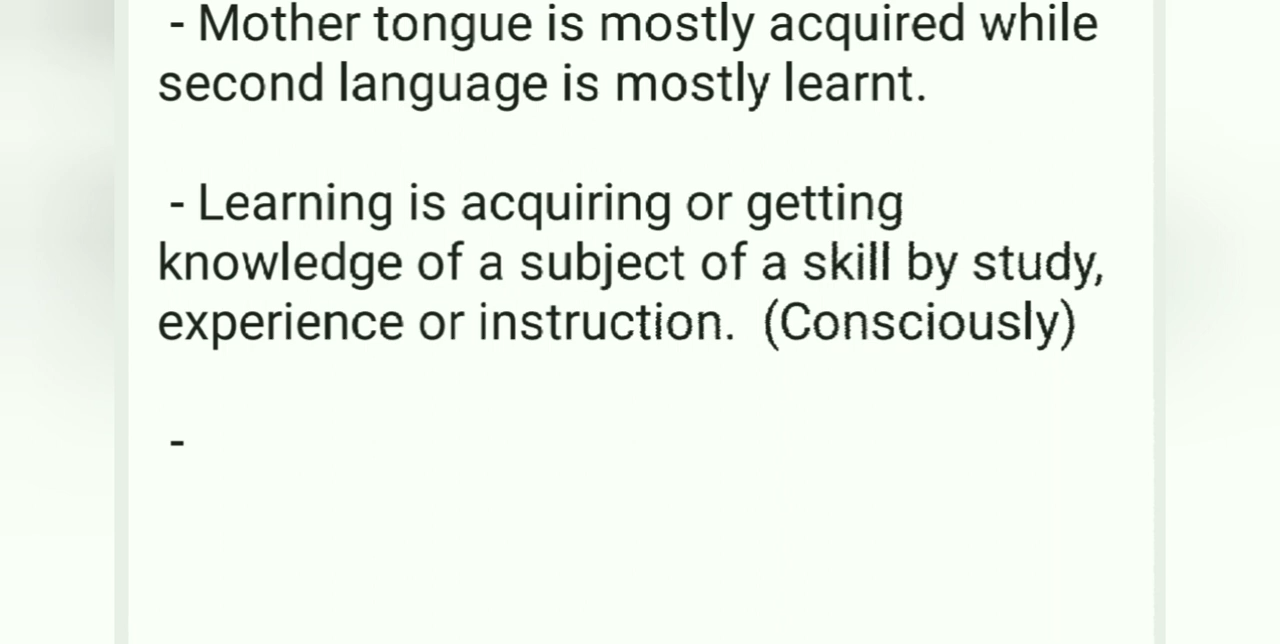 - Mother tongue is mostly acquired while
second language is mostly learnt.
- Learning is acquiring or getting
knowledge of a subject of a skill by study,
experience or instruction. (Consciously)
-